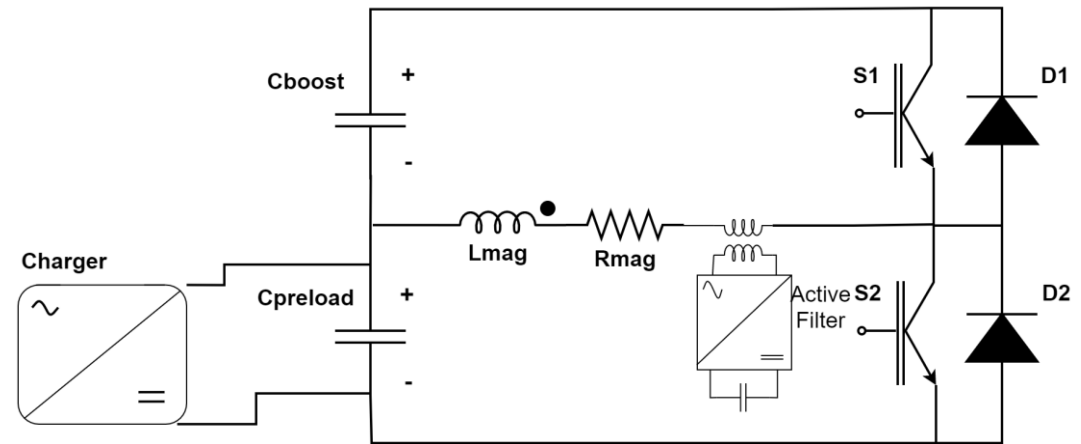 Cboost
+
-
S1
D1
Lmag
Rmag
Charger
Cpreload
+
-
Active
Filter
S2
D2